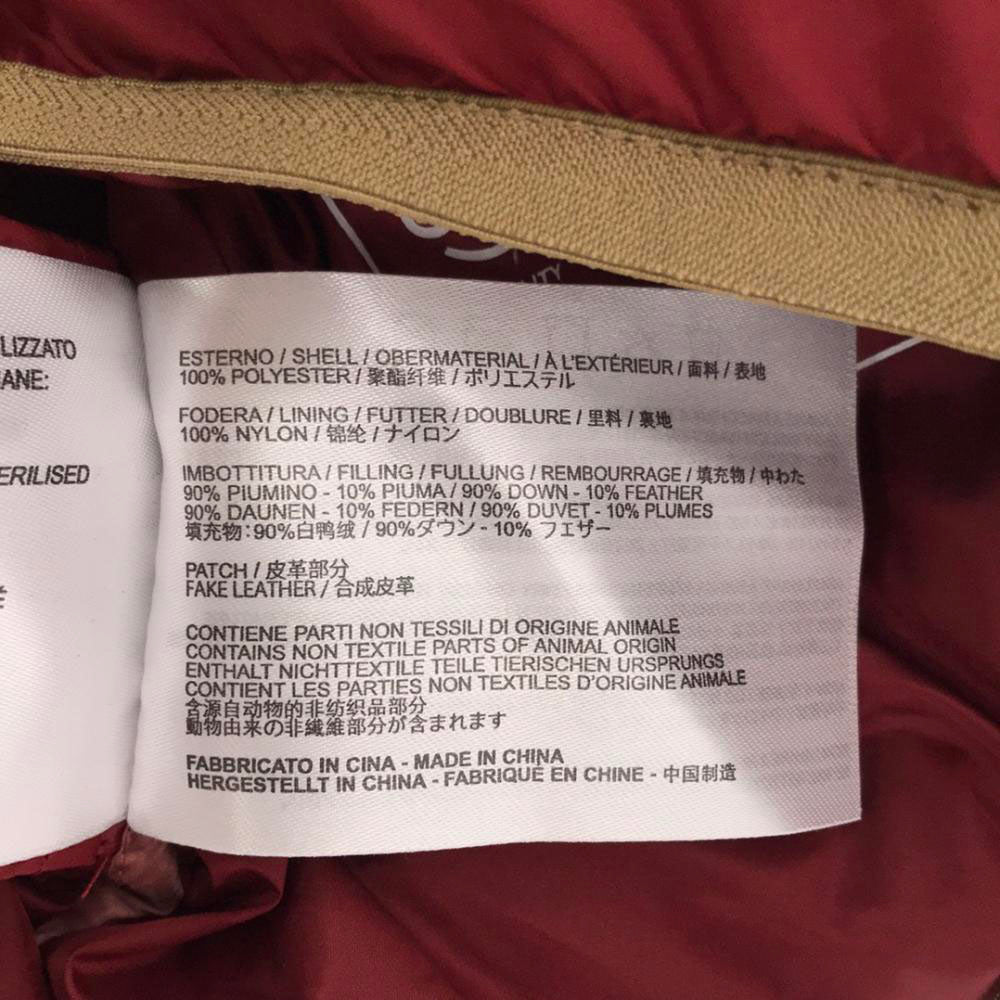 LIZZATO
ANE:
ERILISED
ESTERNO / SHELL / OBERMATERIAL / À L'EXTÉRIEUR / 面料 / 表地
100% POLYESTER / 聚酯纤维 / ポリエステル
FODERA / LINING / FUTTER / DOUBLURE / 里料 / 裏地
100% NYLON / 锦纶 / ナイロン
IMBOTTITURA / FILLING / FULLUNG / REMBOURRAGE / 填充物 / 中わた
90% PIUMINO - 10% PIUMA / 90% DOWN - 10% FEATHER
90% DAUNEN - 10% FEDERN / 90% DUVET - 10% PLUMES
填充物：90%白鸭绒 / 90%ダウン - 10% フェザー
PATCH / 皮革部分
FAKE LEATHER / 合成皮革
CONTIENE PARTI NON TESSILI DI ORIGINE ANIMALE
CONTAINS NON TEXTILE PARTS OF ANIMAL ORIGIN
ENTHALT NICHTTEXTILE TEILE TIERISCHEN URSPRUNGS
CONTIENT LES PARTIES NON TEXTILES D'ORIGINE ANIMALE
含源自动物的非纺织品部分
動物由来の非繊維部分が含まれます
FABBRICATO IN CINA - MADE IN CHINA
HERGESTELLT IN CHINA - FABRIQUÉ EN CHINE - 中国制造